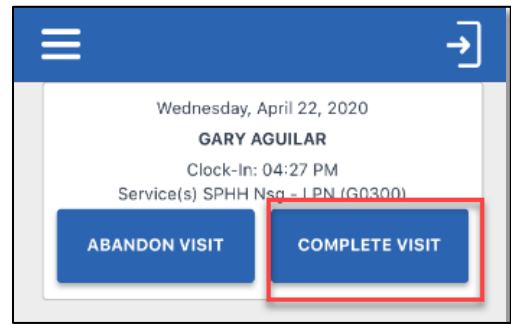 Wednesday, April 22, 2020
GARY AGUILAR
Clock-In: 04:27 PM
Service(s) SPHH Nsg - LPN (G0300)
ABANDON VISIT
COMPLETE VISIT